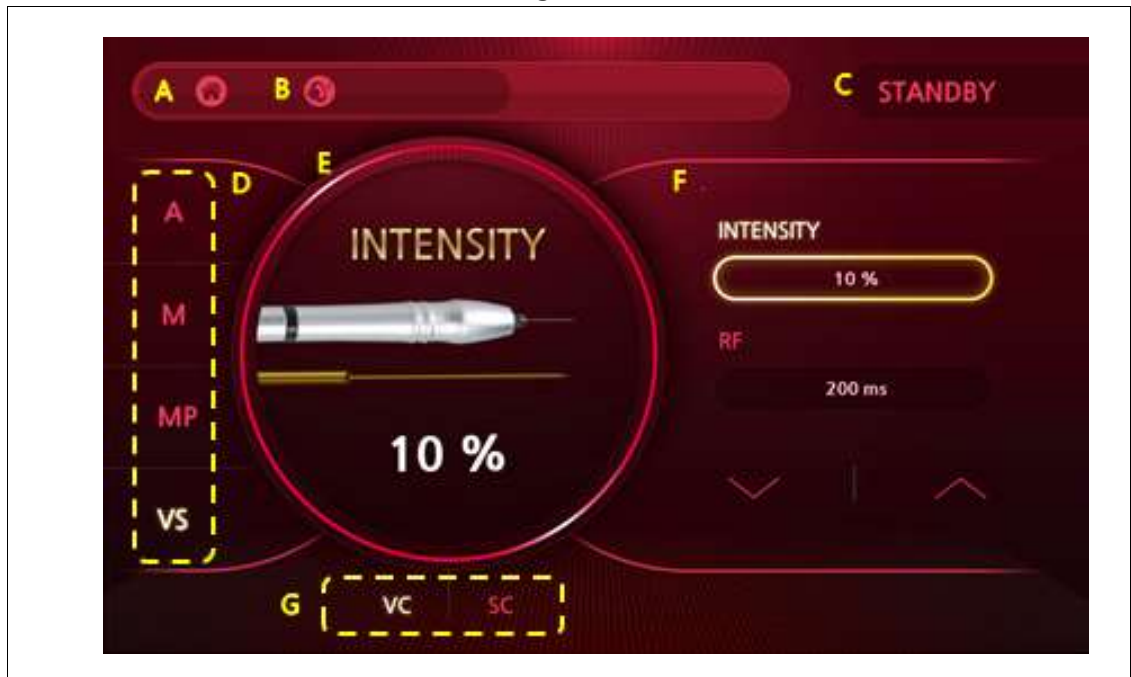 A B C STANDBY
D E F
A
M
MP
VS
INTENSITY
10 %
INTENSITY
10 %
RF
200 ms
G VC SC